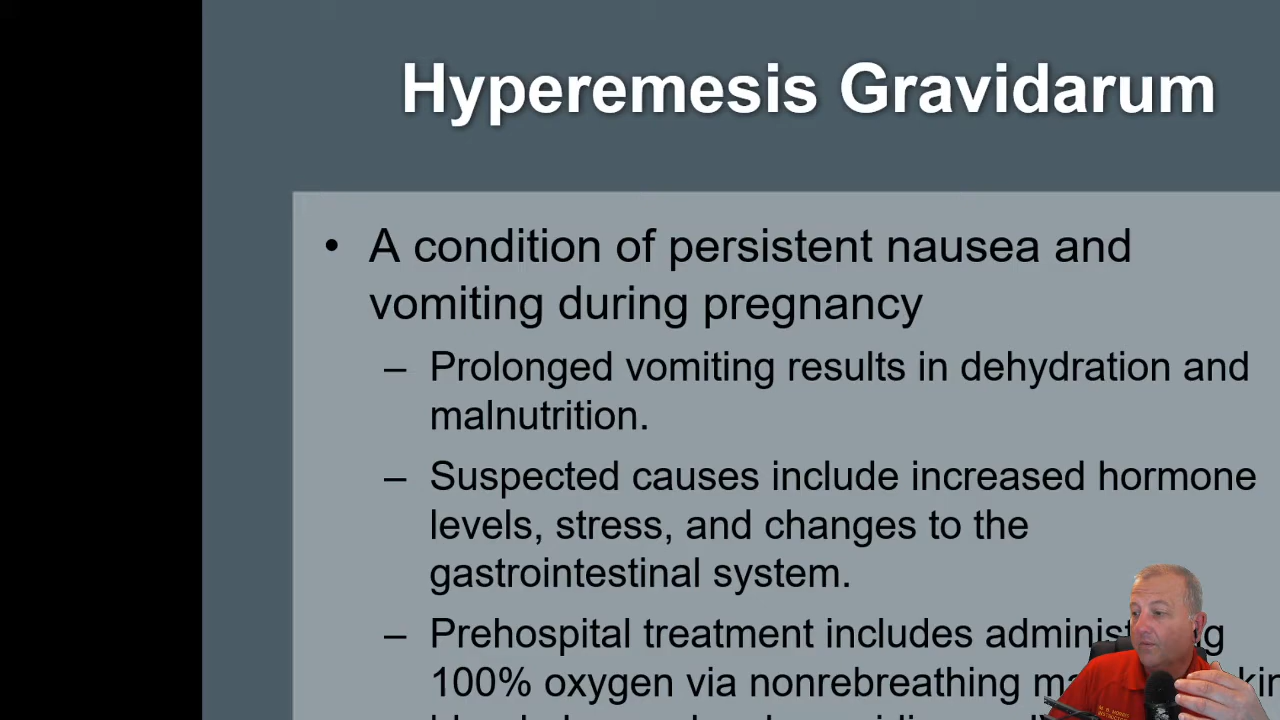 Hyperemesis Gravidarum
• A condition of persistent nausea and
vomiting during pregnancy
– Prolonged vomiting results in dehydration and
malnutrition.
– Suspected causes include increased hormone
levels, stress, and changes to the
gastrointestinal system.
– Prehospital treatment includes
100% oxygen via nonrebreathing